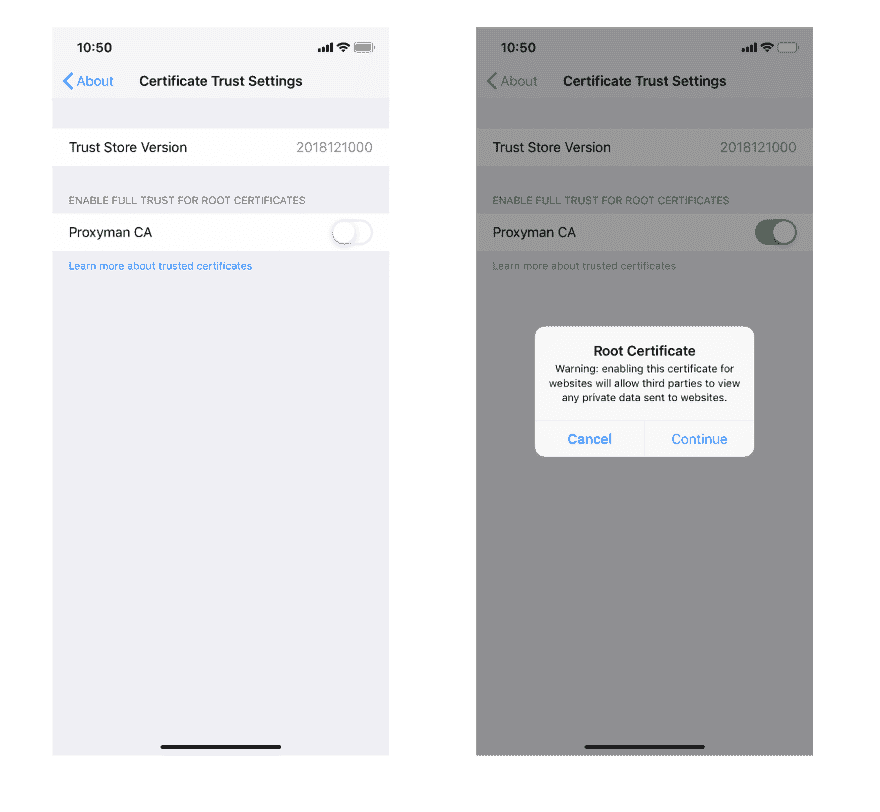 10:50
About
Certificate Trust Settings
Trust Store Version 2018121000
ENABLE FULL TRUST FOR ROOT CERTIFICATES
Proxyman CA
Learn more about trusted certificates
10:50
About
Certificate Trust Settings
Trust Store Version 2018121000
ENABLE FULL TRUST FOR ROOT CERTIFICATES
Proxyman CA
Learn more about trusted certificates
Root Certificate
Warning: enabling this certificate for
websites will allow third parties to view
any private data sent to websites.
Cancel
Continue